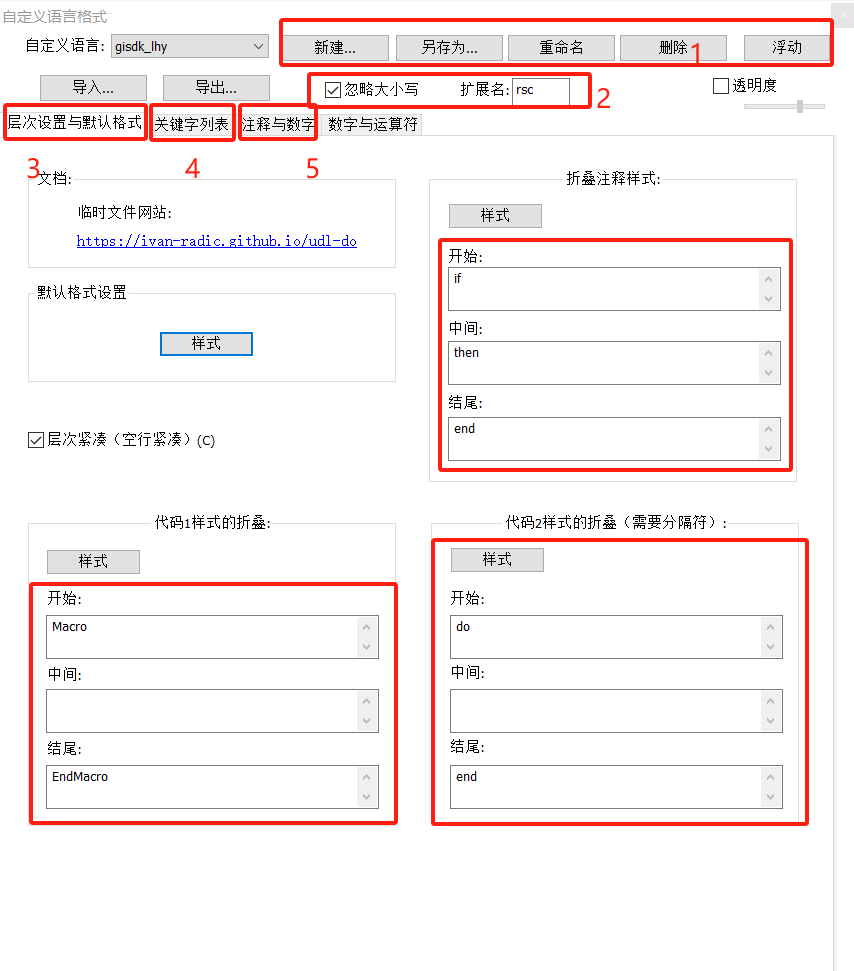 自定义语言格式
自定义语言: gisdk_lhy 新建... 另存为... 重命名 删除 浮动
1
导入... 导出... 忽略大小写 扩展名: rsc 透明度
2
层次设置与默认格式 关键字列表 注释与数字 数字与运算符
3 4 5
文档:
临时文件网站:
https://ivan-radic.github.io/udl-do
默认格式设置
样式
层次紧凑（空行紧凑）(C)
折叠注释样式:
样式
开始:
if
中间:
then
结尾:
end
代码1样式的折叠:
样式
开始:
Macro
中间:
结尾:
EndMacro
代码2样式的折叠（需要分隔符）:
样式
开始:
do
中间:
结尾:
end